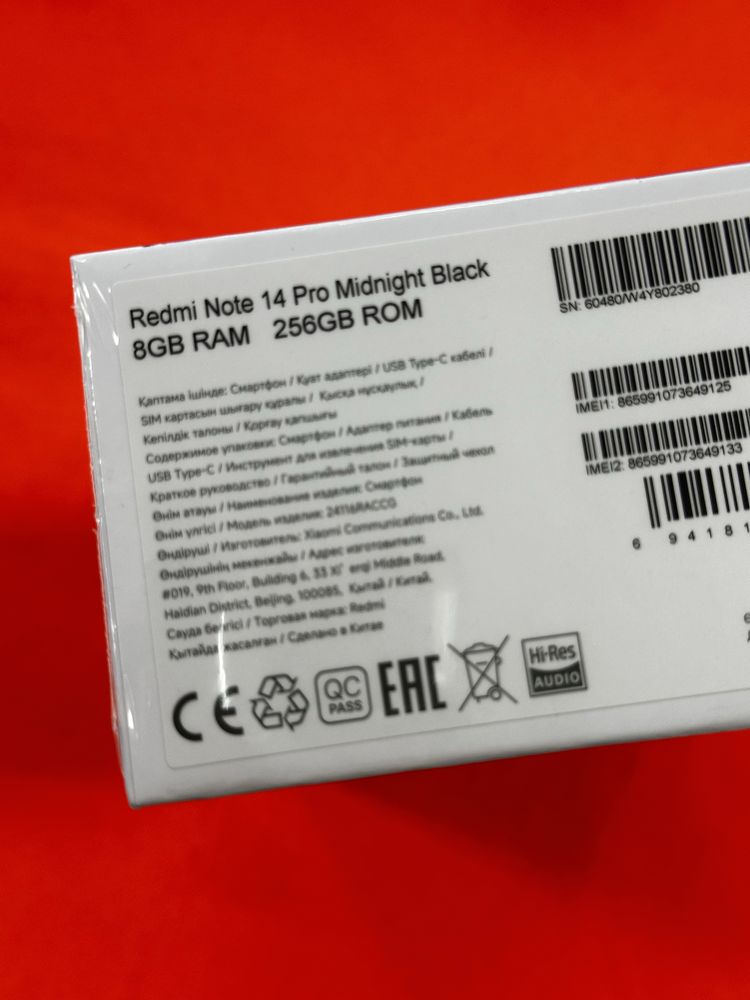 Redmi Note 14 Pro Midnight Black
8GB RAM 256GB ROM
Қаптама ішінде: Смартфон / Қуат адаптері / USB Type-C кабелі /
SIM картасын шығару құралы / Қысқа нұсқаулық /
Кепілдік талоны / Қорғау қапшығы
Содержимое упаковки: Смартфон / Адаптер питания / Кабель
USB Type-C / Инструмент для извлечения SIM-карты /
Краткое руководство / Гарантийный талон / Защитный чехол
Өнім атауы / Наименование изделия: Смартфон
Өнім үлгісі / Модель изделия: 24116RACCG
Өндіруші / Изготовитель: Xiaomi Communications Co., Ltd.
Өндірушінің мекенжайы / Адрес изготовителя:
#019, 9th Floor, Building 6, 33 Xi' erqi Middle Road,
Haidian District, Beijing, 100085, Қытай / Китай.
Сауда белгісі / Торговая марка: Redmi
Қытайда жасалған / Сделано в Китае
CE
QC
PASS
EAC
Hi-Res
AUDIO
SN: 60480/W4Y802380
IMEI1: 865991073649125
IMEI2: 865991073649133
6 94181